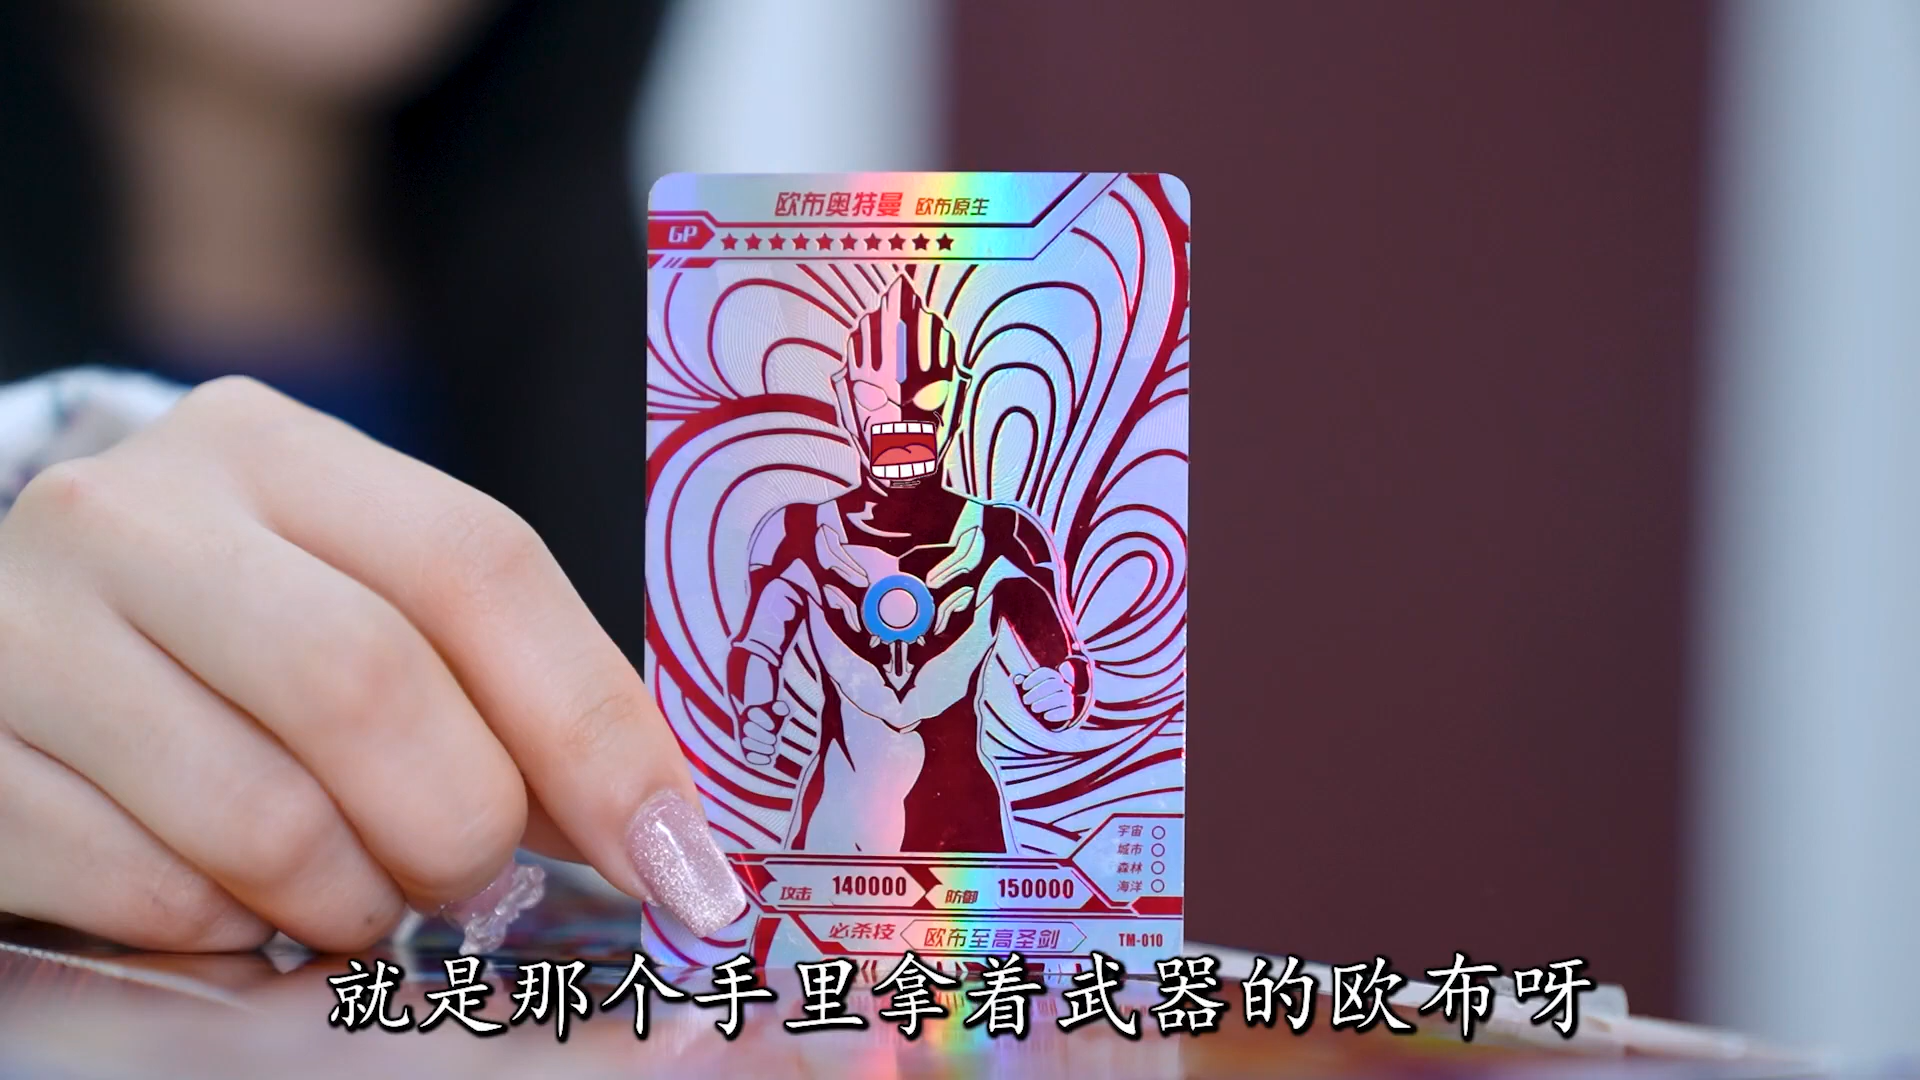 欧布奥特曼 欧布原生
GP ★★★★★★★★★★
宇宙
城市
森林
海洋
攻击 140000 防御 150000
必杀技 欧布至高圣剑 TM-010
就是那个手里拿着武器的欧布呀